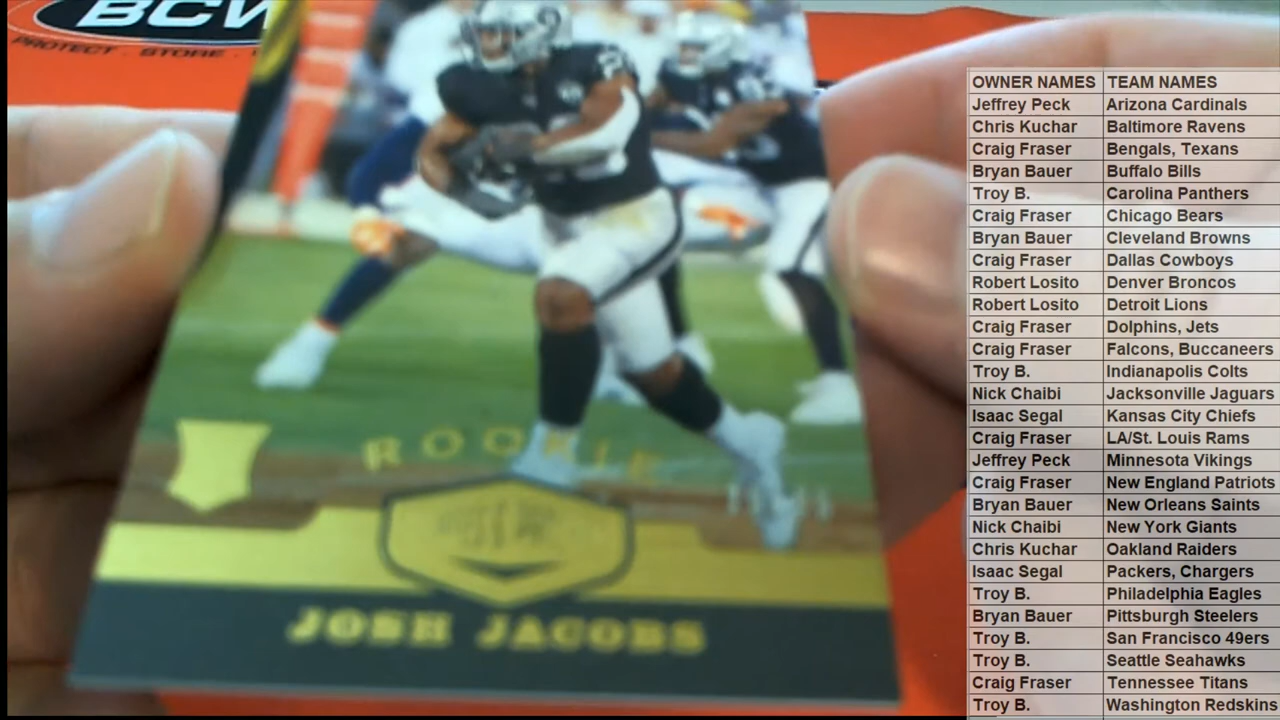 BCW
PROTECT . STORE .
ROOKIE
JOSH JACOBS
OWNER NAMES TEAM NAMES
Jeffrey Peck Arizona Cardinals
Chris Kuchar Baltimore Ravens
Craig Fraser Bengals, Texans
Bryan Bauer Buffalo Bills
Troy B. Carolina Panthers
Craig Fraser Chicago Bears
Bryan Bauer Cleveland Browns
Craig Fraser Dallas Cowboys
Robert Losito Denver Broncos
Robert Losito Detroit Lions
Craig Fraser Dolphins, Jets
Craig Fraser Falcons, Buccaneers
Troy B. Indianapolis Colts
Nick Chaibi Jacksonville Jaguars
Isaac Segal Kansas City Chiefs
Craig Fraser LA/St. Louis Rams
Jeffrey Peck Minnesota Vikings
Craig Fraser New England Patriots
Bryan Bauer New Orleans Saints
Nick Chaibi New York Giants
Chris Kuchar Oakland Raiders
Isaac Segal Packers, Chargers
Troy B. Philadelphia Eagles
Bryan Bauer Pittsburgh Steelers
Troy B. San Francisco 49ers
Troy B. Seattle Seahawks
Craig Fraser Tennessee Titans
Troy B. Washington Redskins